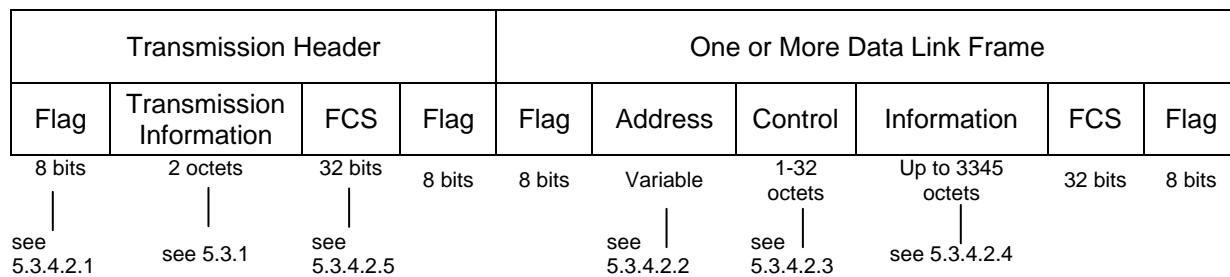 Transmission Header
One or More Data Link Frame
Flag
Transmission
Information
FCS
Flag
Flag
Address
Control
Information
FCS
Flag
8 bits
2 octets
32 bits
8 bits
8 bits
Variable
1-32
octets
Up to 3345
octets
32 bits
8 bits
see
5.3.4.2.1
see 5.3.1
see
5.3.4.2.5
see
5.3.4.2.2
see
5.3.4.2.3
see 5.3.4.2.4